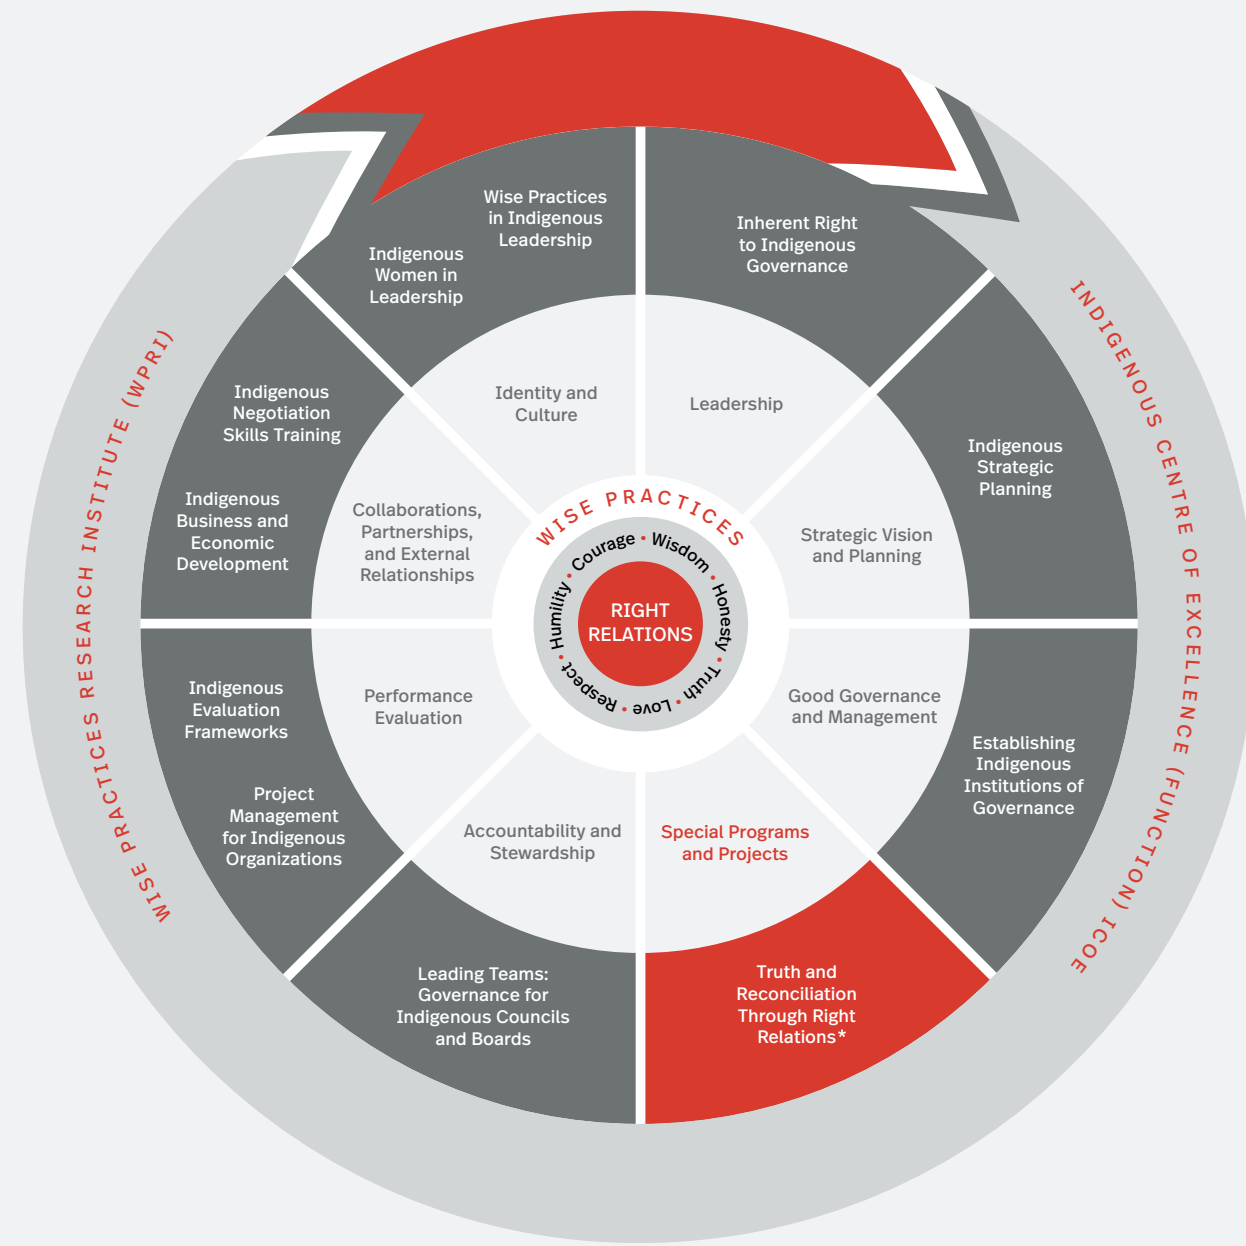 WISE PRACTICES RESEARCH INSTITUTE (WPRI)
INDIGENOUS CENTRE OF EXCELLENCE (FUNCTION) ICOE
Wise Practices
in Indigenous
Leadership
Indigenous
Women in
Leadership
Inherent Right
to Indigenous
Governance
Indigenous
Strategic
Planning
Establishing
Indigenous
Institutions of
Governance
Truth and
Reconciliation
Through Right
Relations*
Leading Teams:
Governance for
Indigenous Councils
and Boards
Project
Management
for Indigenous
Organizations
Indigenous
Evaluation
Frameworks
Indigenous
Business and
Economic
Development
Indigenous
Negotiation
Skills Training
Identity and
Culture
Leadership
Strategic Vision
and Planning
Good Governance
and Management
Special Programs
and Projects
Accountability and
Stewardship
Performance
Evaluation
Collaborations,
Partnerships,
and External
Relationships
WISE PRACTICES
Wisdom • Honesty • Truth • Love • Respect • Humility • Courage •
RIGHT
RELATIONS